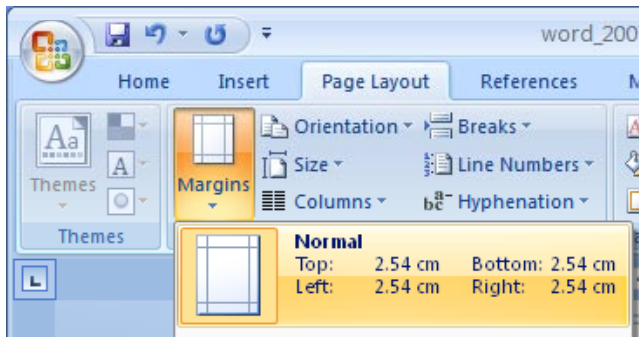 word_200
Home Insert Page Layout References M
Aa Orientation Breaks A
A Size Line Numbers
Themes Margins Columns bc a- Hyphenation
Themes
Normal
Top: 2.54 cm Bottom: 2.54 cm
Left: 2.54 cm Right: 2.54 cm
L